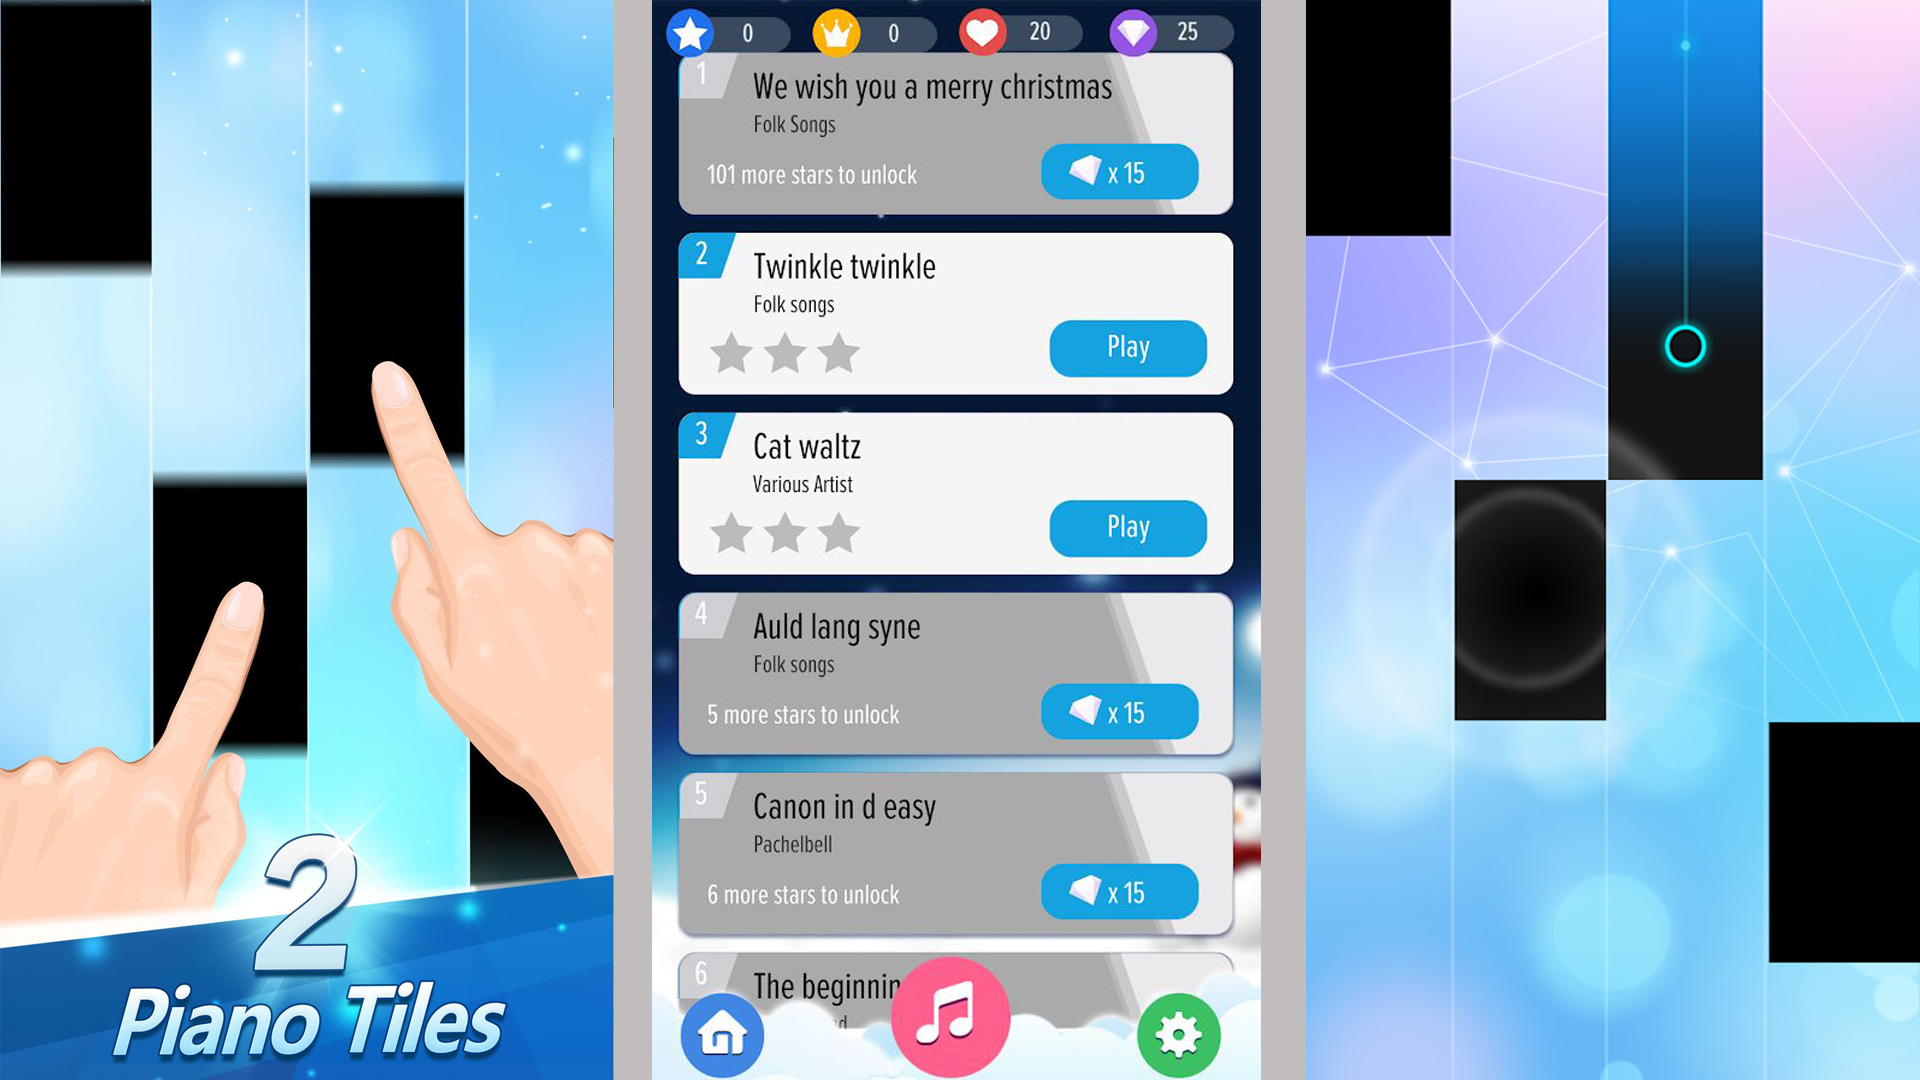 2
Piano Tiles
0
0
20
25
1
We wish you a merry christmas
Folk Songs
101 more stars to unlock
x 15
2
Twinkle twinkle
Folk songs
Play
3
Cat waltz
Various Artist
Play
4
Auld lang syne
Folk songs
5 more stars to unlock
x 15
5
Canon in d easy
Pachelbell
6 more stars to unlock
x 15
6
The beginnin